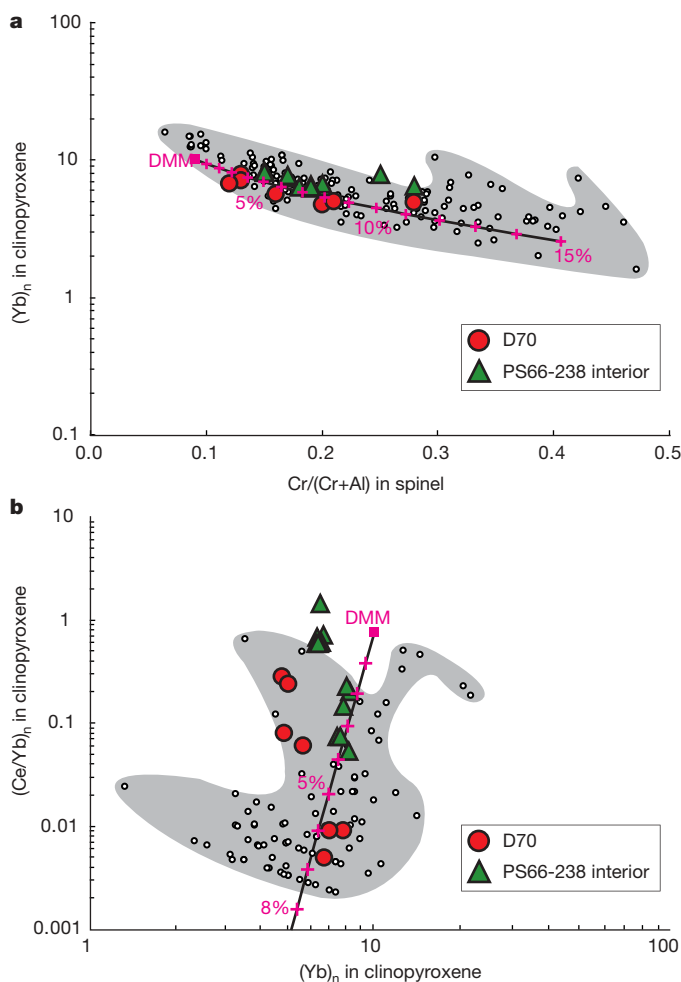 a
100
10
1
0.1
(Yb)n in clinopyroxene
DMM
5%
10%
15%
D70
PS66-238 interior
0.0
0.1
0.2
0.3
0.4
0.5
Cr/(Cr+Al) in spinel
b
10
1
0.1
0.01
0.001
(Ce/Yb)n in clinopyroxene
DMM
5%
8%
D70
PS66-238 interior
1
10
100
(Yb)n in clinopyroxene